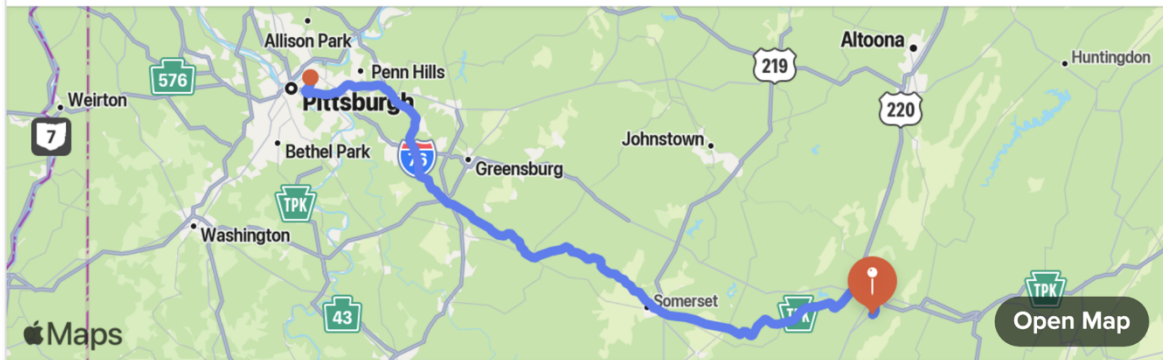 Allison Park
Altoona
Huntingdon
219
Penn Hills
576
Weirton
Pittsburgh
220
7
Johnstown
Bethel Park
76
Greensburg
TPK
Washington
Somerset
TPK
TPK
43
Maps
Open Map